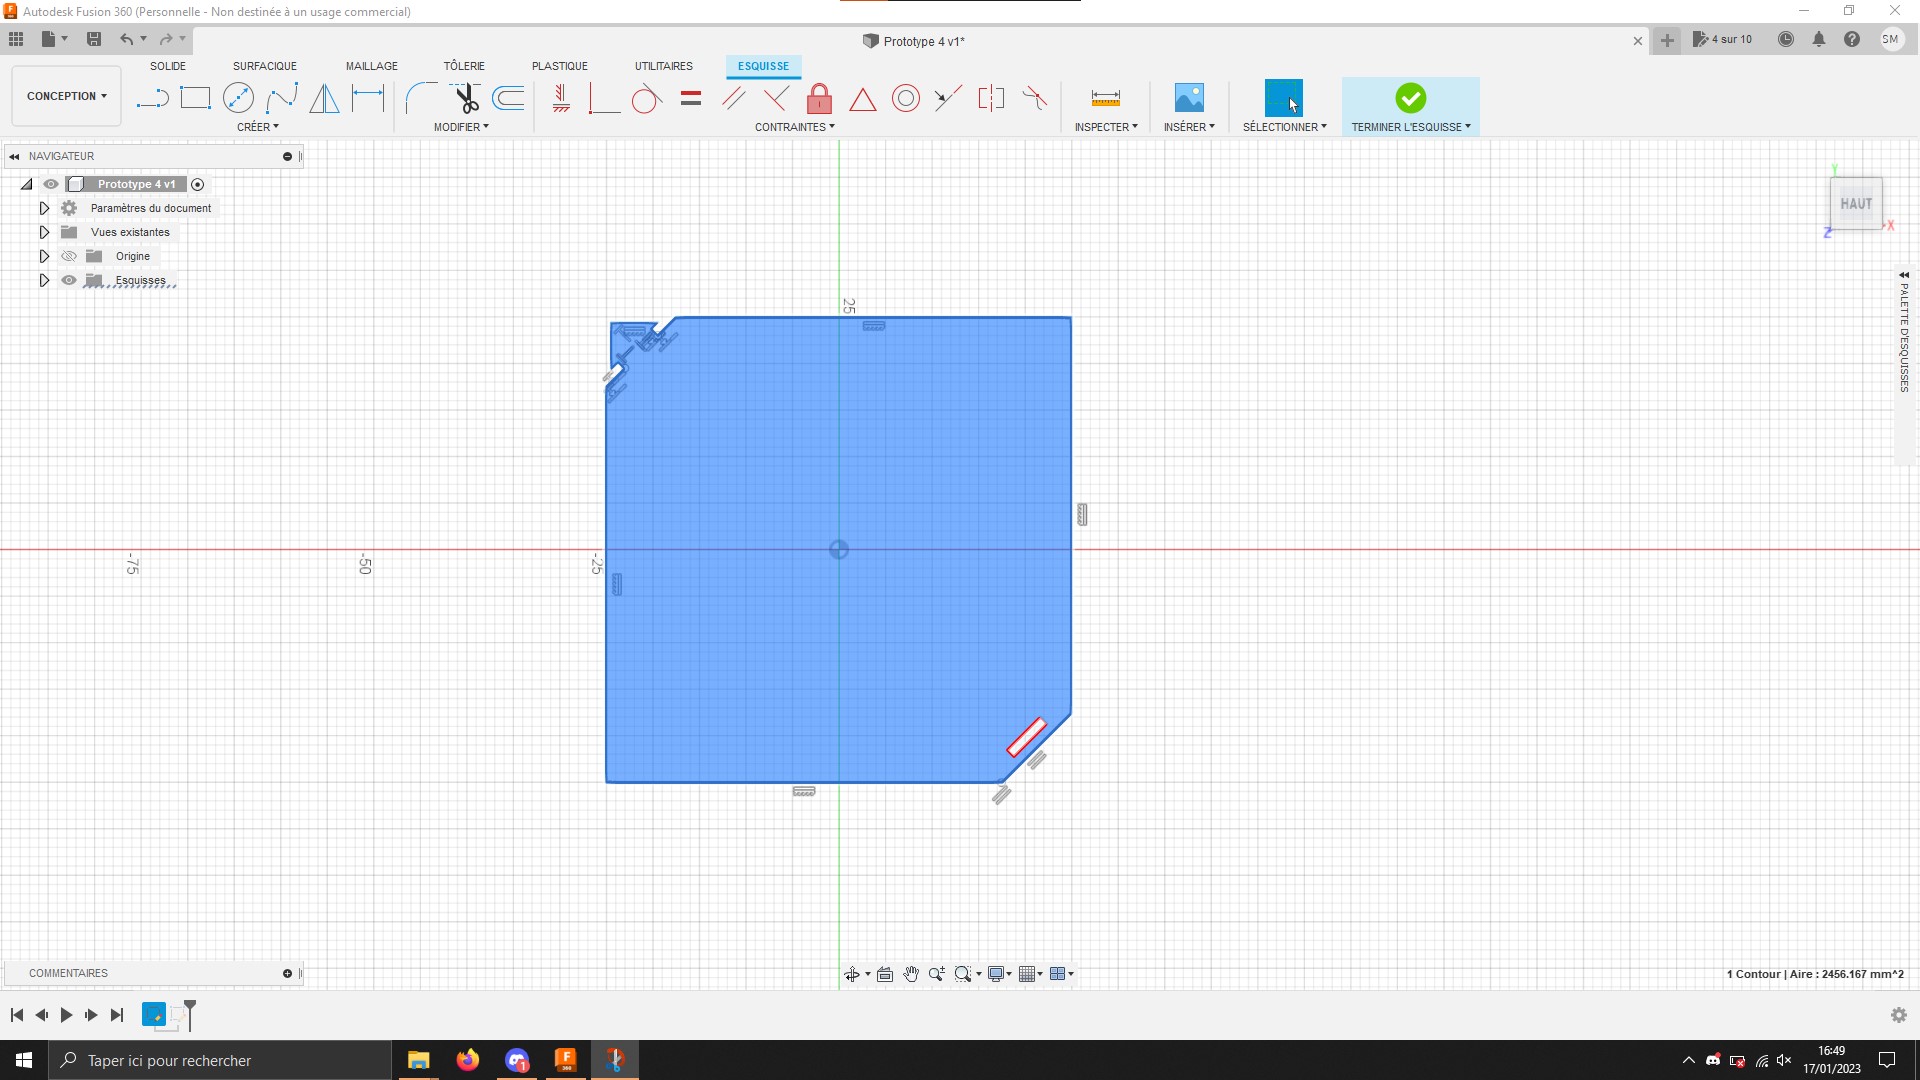 Autodesk Fusion 360 (Personnelle - Non destinée à un usage commercial)
Prototype 4 v1*
4 sur 10
SM
CONCEPTION
SOLIDE
SURFACIQUE
MAILLAGE
TÔLERIE
PLASTIQUE
UTILITAIRES
ESQUISSE
CRÉER
MODIFIER
CONTRAINTES
INSPECTER
INSÉRER
SÉLECTIONNER
TERMINER L'ESQUISSE
NAVIGATEUR
Prototype 4 v1
Paramètres du document
Vues existantes
Origine
Esquisses
Y
HAUT
X
Z
PALETTE D'ESQUISSES
25
-75
-50
-25
COMMENTAIRES
1 Contour | Aire : 2456.167 mm^2
Taper ici pour rechercher
16:49
17/01/2023